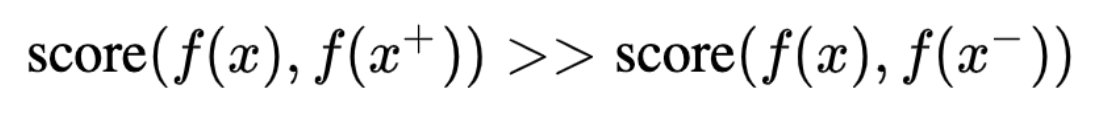 score(f(x), f(x⁺)) >> score(f(x), f(x⁻))